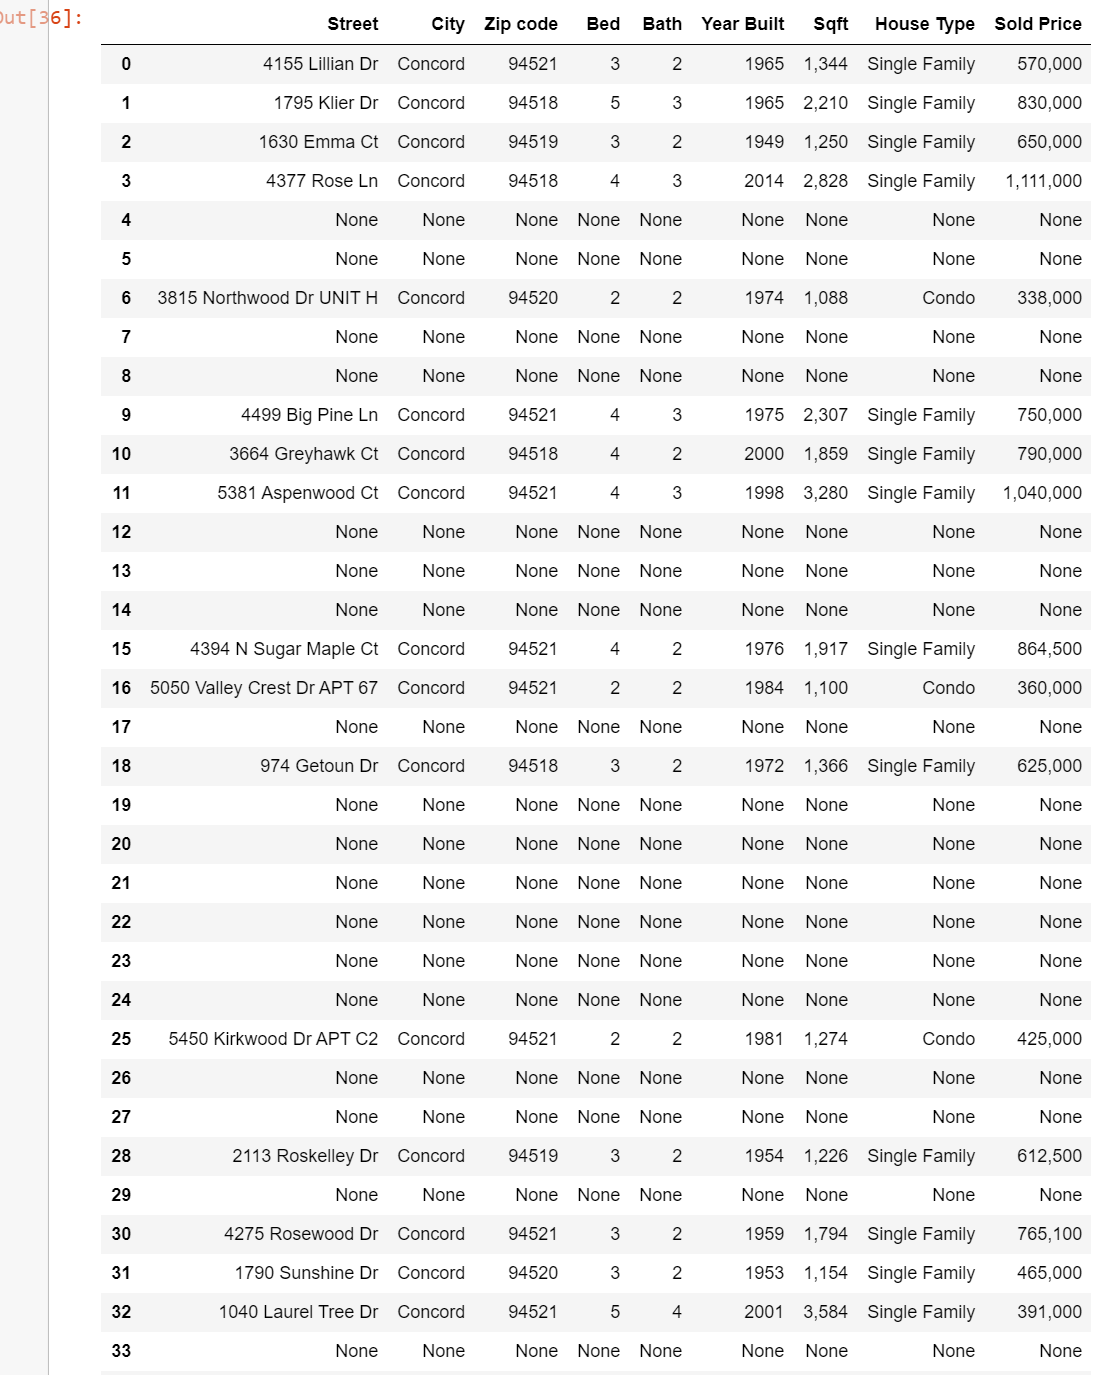 Out[36]:
Street City Zip code Bed Bath Year Built Sqft House Type Sold Price
0 4155 Lillian Dr Concord 94521 3 2 1965 1,344 Single Family 570,000
1 1795 Klier Dr Concord 94518 5 3 1965 2,210 Single Family 830,000
2 1630 Emma Ct Concord 94519 3 2 1949 1,250 Single Family 650,000
3 4377 Rose Ln Concord 94518 4 3 2014 2,828 Single Family 1,111,000
4 None None None None None None None None None
5 None None None None None None None None None
6 3815 Northwood Dr UNIT H Concord 94520 2 2 1974 1,088 Condo 338,000
7 None None None None None None None None None
8 None None None None None None None None None
9 4499 Big Pine Ln Concord 94521 4 3 1975 2,307 Single Family 750,000
10 3664 Greyhawk Ct Concord 94518 4 2 2000 1,859 Single Family 790,000
11 5381 Aspenwood Ct Concord 94521 4 3 1998 3,280 Single Family 1,040,000
12 None None None None None None None None None
13 None None None None None None None None None
14 None None None None None None None None None
15 4394 N Sugar Maple Ct Concord 94521 4 2 1976 1,917 Single Family 864,500
16 5050 Valley Crest Dr APT 67 Concord 94521 2 2 1984 1,100 Condo 360,000
17 None None None None None None None None None
18 974 Getoun Dr Concord 94518 3 2 1972 1,366 Single Family 625,000
19 None None None None None None None None None
20 None None None None None None None None None
21 None None None None None None None None None
22 None None None None None None None None None
23 None None None None None None None None None
24 None None None None None None None None None
25 5450 Kirkwood Dr APT C2 Concord 94521 2 2 1981 1,274 Condo 425,000
26 None None None None None None None None None
27 None None None None None None None None None
28 2113 Roskelley Dr Concord 94519 3 2 1954 1,226 Single Family 612,500
29 None None None None None None None None None
30 4275 Rosewood Dr Concord 94521 3 2 1959 1,794 Single Family 765,100
31 1790 Sunshine Dr Concord 94520 3 2 1953 1,154 Single Family 465,000
32 1040 Laurel Tree Dr Concord 94521 5 4 2001 3,584 Single Family 391,000
33 None None None None None None None None None